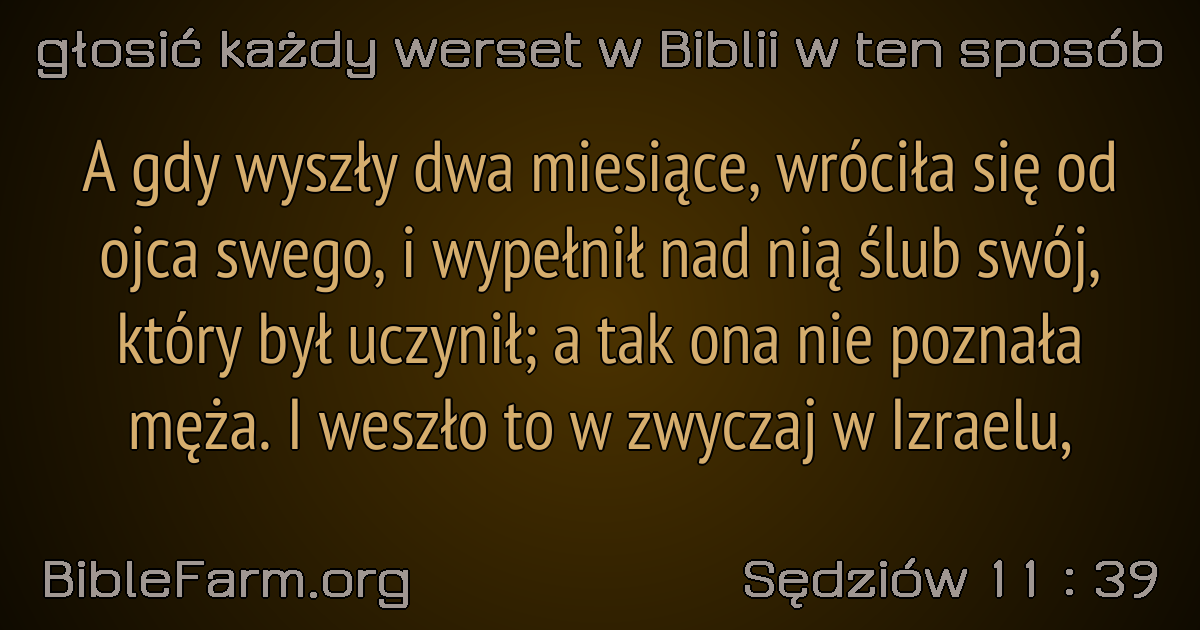 głosić każdy werset w Biblii w ten sposób
A gdy wyszły dwa miesiące, wróciła się od
ojca swego, i wypełnił nad nią ślub swój,
który był uczynił; a tak ona nie poznała
męża. I weszło to w zwyczaj w Izraelu,
BibleFarm.org
Sędziów 11 : 39